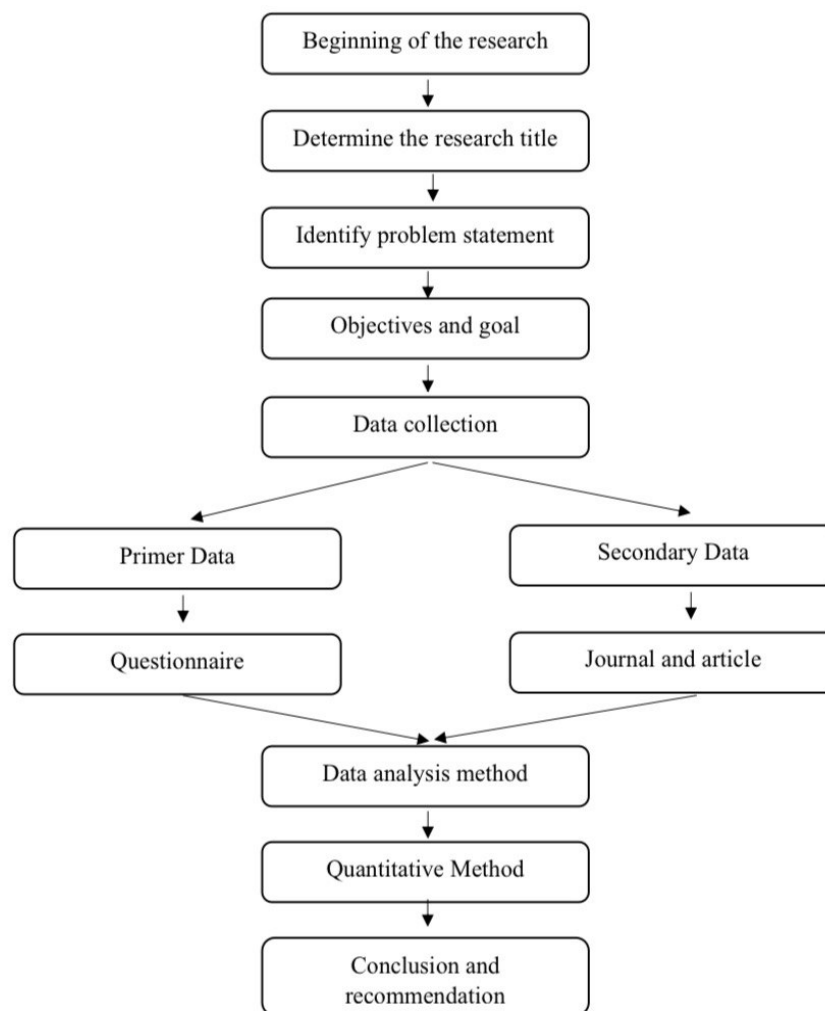 Beginning of the research
Determine the research title
Identify problem statement
Objectives and goal
Data collection
Primer Data
Secondary Data
Questionnaire
Journal and article
Data analysis method
Quantitative Method
Conclusion and
recommendation